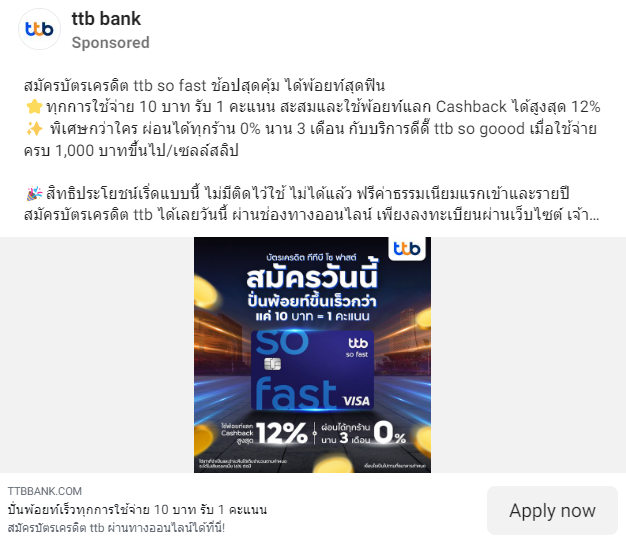 ttb bank
Sponsored
สมัครบัตรเครดิต ttb so fast ช้อปสุดคุ้ม ได้พ้อยท์สุดฟิน
⭐ทุกการใช้จ่าย 10 บาท รับ 1 คะแนน สะสมและใช้พ้อยท์แลก Cashback ได้สูงสุด 12%
✨ พิเศษกว่าใคร ผ่อนได้ทุกร้าน 0% นาน 3 เดือน กับบริการดีดี๊ ttb so goood เมื่อใช้จ่าย
ครบ 1,000 บาทขึ้นไป/เซลล์สลิป
🎉สิทธิประโยชน์เริ่ดแบบนี้ ไม่มีติดไว้ใช้ ไม่ได้แล้ว ฟรีค่าธรรมเนียมแรกเข้าและรายปี
สมัครบัตรเครดิต ttb ได้เลยวันนี้ ผ่านช่องทางออนไลน์ เพียงลงทะเบียนผ่านเว็บไซต์ เจ้า...
ttb
บัตรเครดิต ทีทีบี โซ ฟาสต์
สมัครวันนี้
ปั่นพ้อยท์ขึ้นเร็วกว่า
แค่ 10 บาท = 1 คะแนน
so
fast
ttb
so fast
VISA
ใช้พ้อยท์แลก
Cashback
สูงสุด 12%
ผ่อนได้ทุกร้าน
นาน 3 เดือน 0%
TTBBANK.COM
ปั่นพ้อยท์เร็วทุกการใช้จ่าย 10 บาท รับ 1 คะแนน
สมัครบัตรเครดิต ttb ผ่านทางออนไลน์ได้ที่นี่!
Apply now